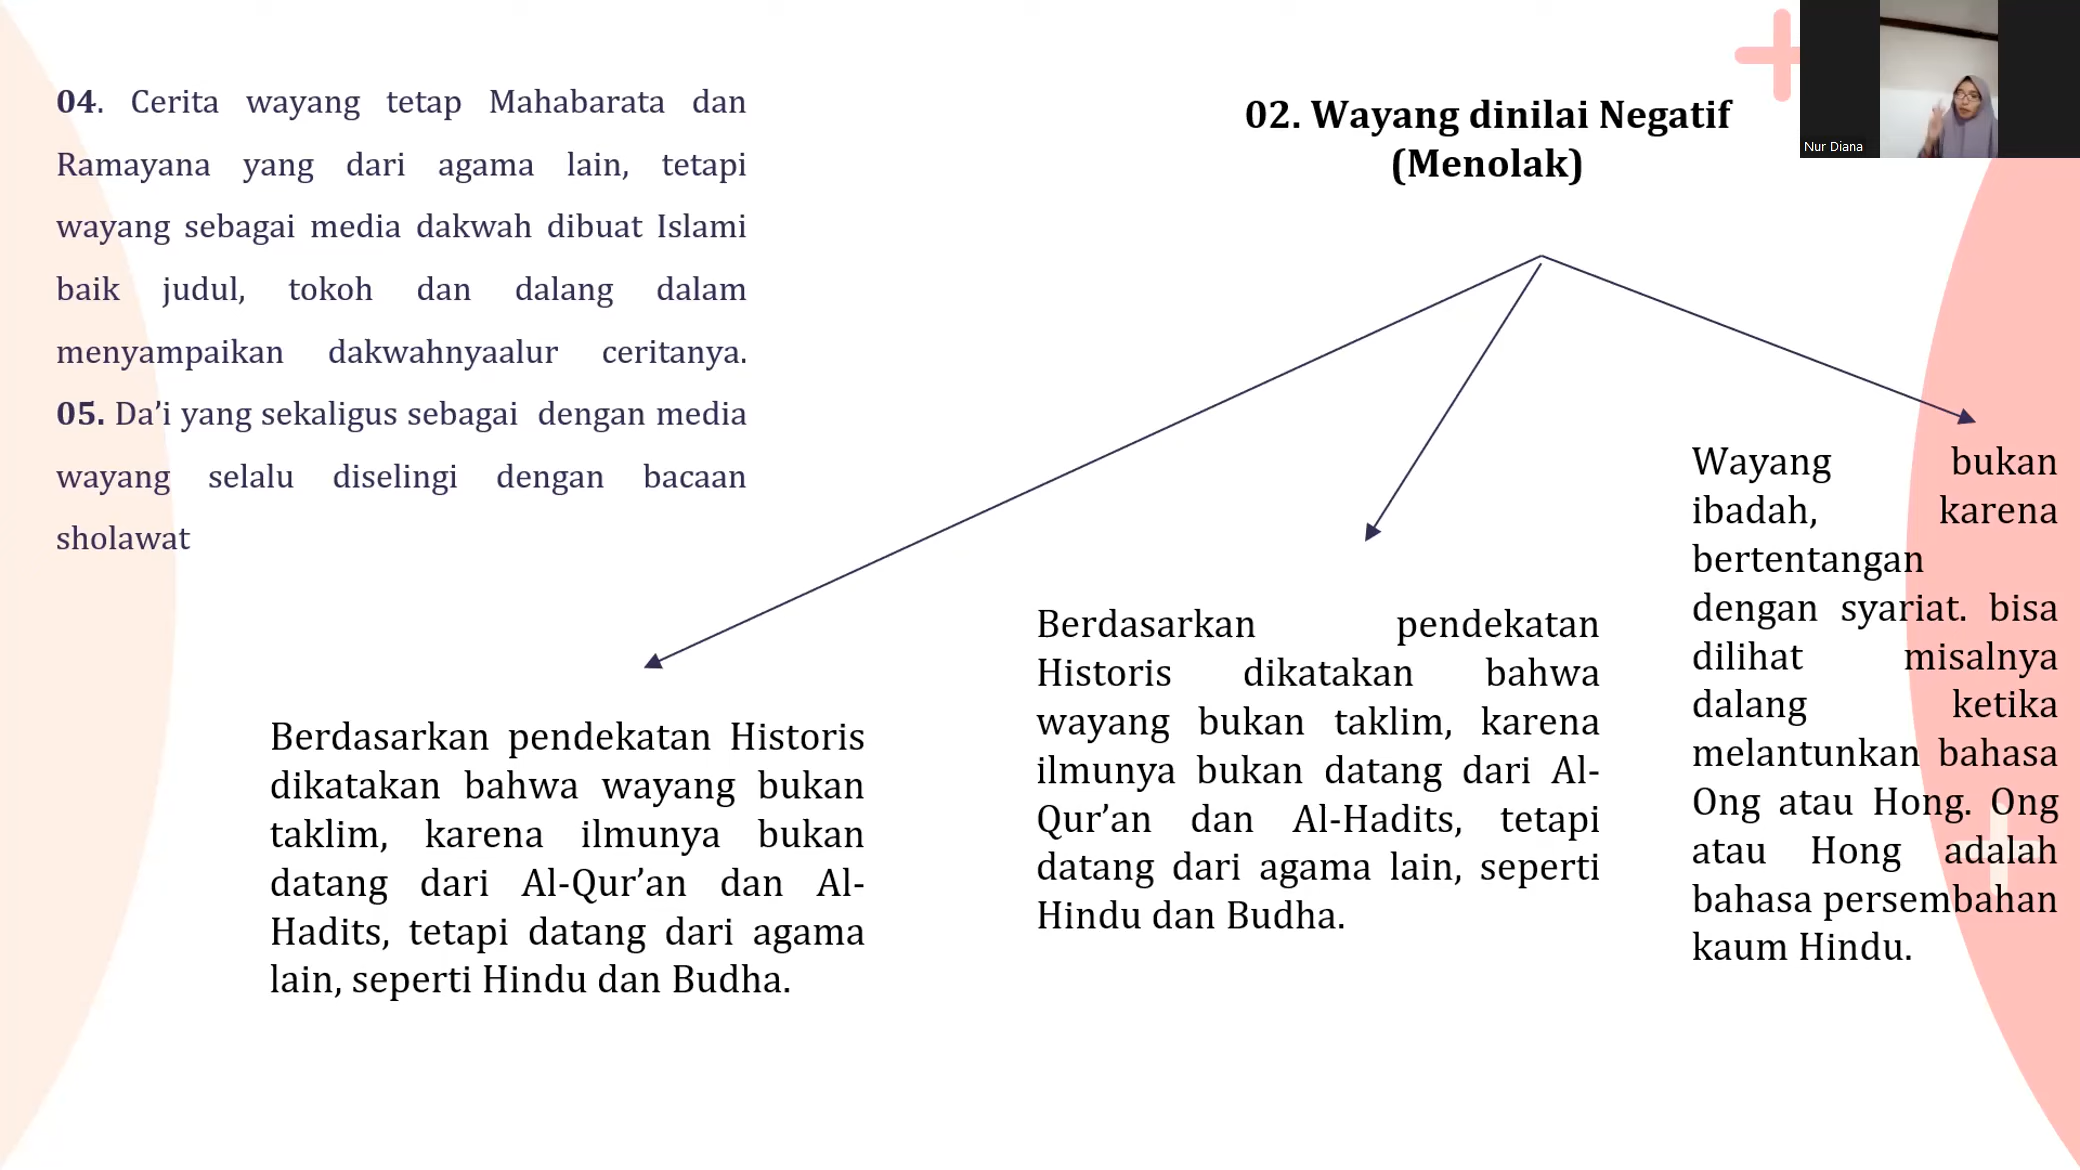 04. Cerita wayang tetap Mahabarata dan
Ramayana yang dari agama lain, tetapi
wayang sebagai media dakwah dibuat Islami
baik judul, tokoh dan dalang dalam
menyampaikan dakwahnyaalur ceritanya.
05. Da’i yang sekaligus sebagai dengan media
wayang selalu diselingi dengan bacaan
sholawat
02. Wayang dinilai Negatif
(Menolak)
Nur Diana
Berdasarkan pendekatan Historis
dikatakan bahwa wayang bukan
taklim, karena ilmunya bukan
datang dari Al-Qur’an dan Al-
Hadits, tetapi datang dari agama
lain, seperti Hindu dan Budha.
Berdasarkan pendekatan
Historis dikatakan bahwa
wayang bukan taklim, karena
ilmunya bukan datang dari Al-
Qur’an dan Al-Hadits, tetapi
datang dari agama lain, seperti
Hindu dan Budha.
Wayang bukan
ibadah, karena
bertentangan
dengan syariat. bisa
dilihat misalnya
dalang ketika
melantunkan bahasa
Ong atau Hong. Ong
atau Hong adalah
bahasa persembahan
kaum Hindu.